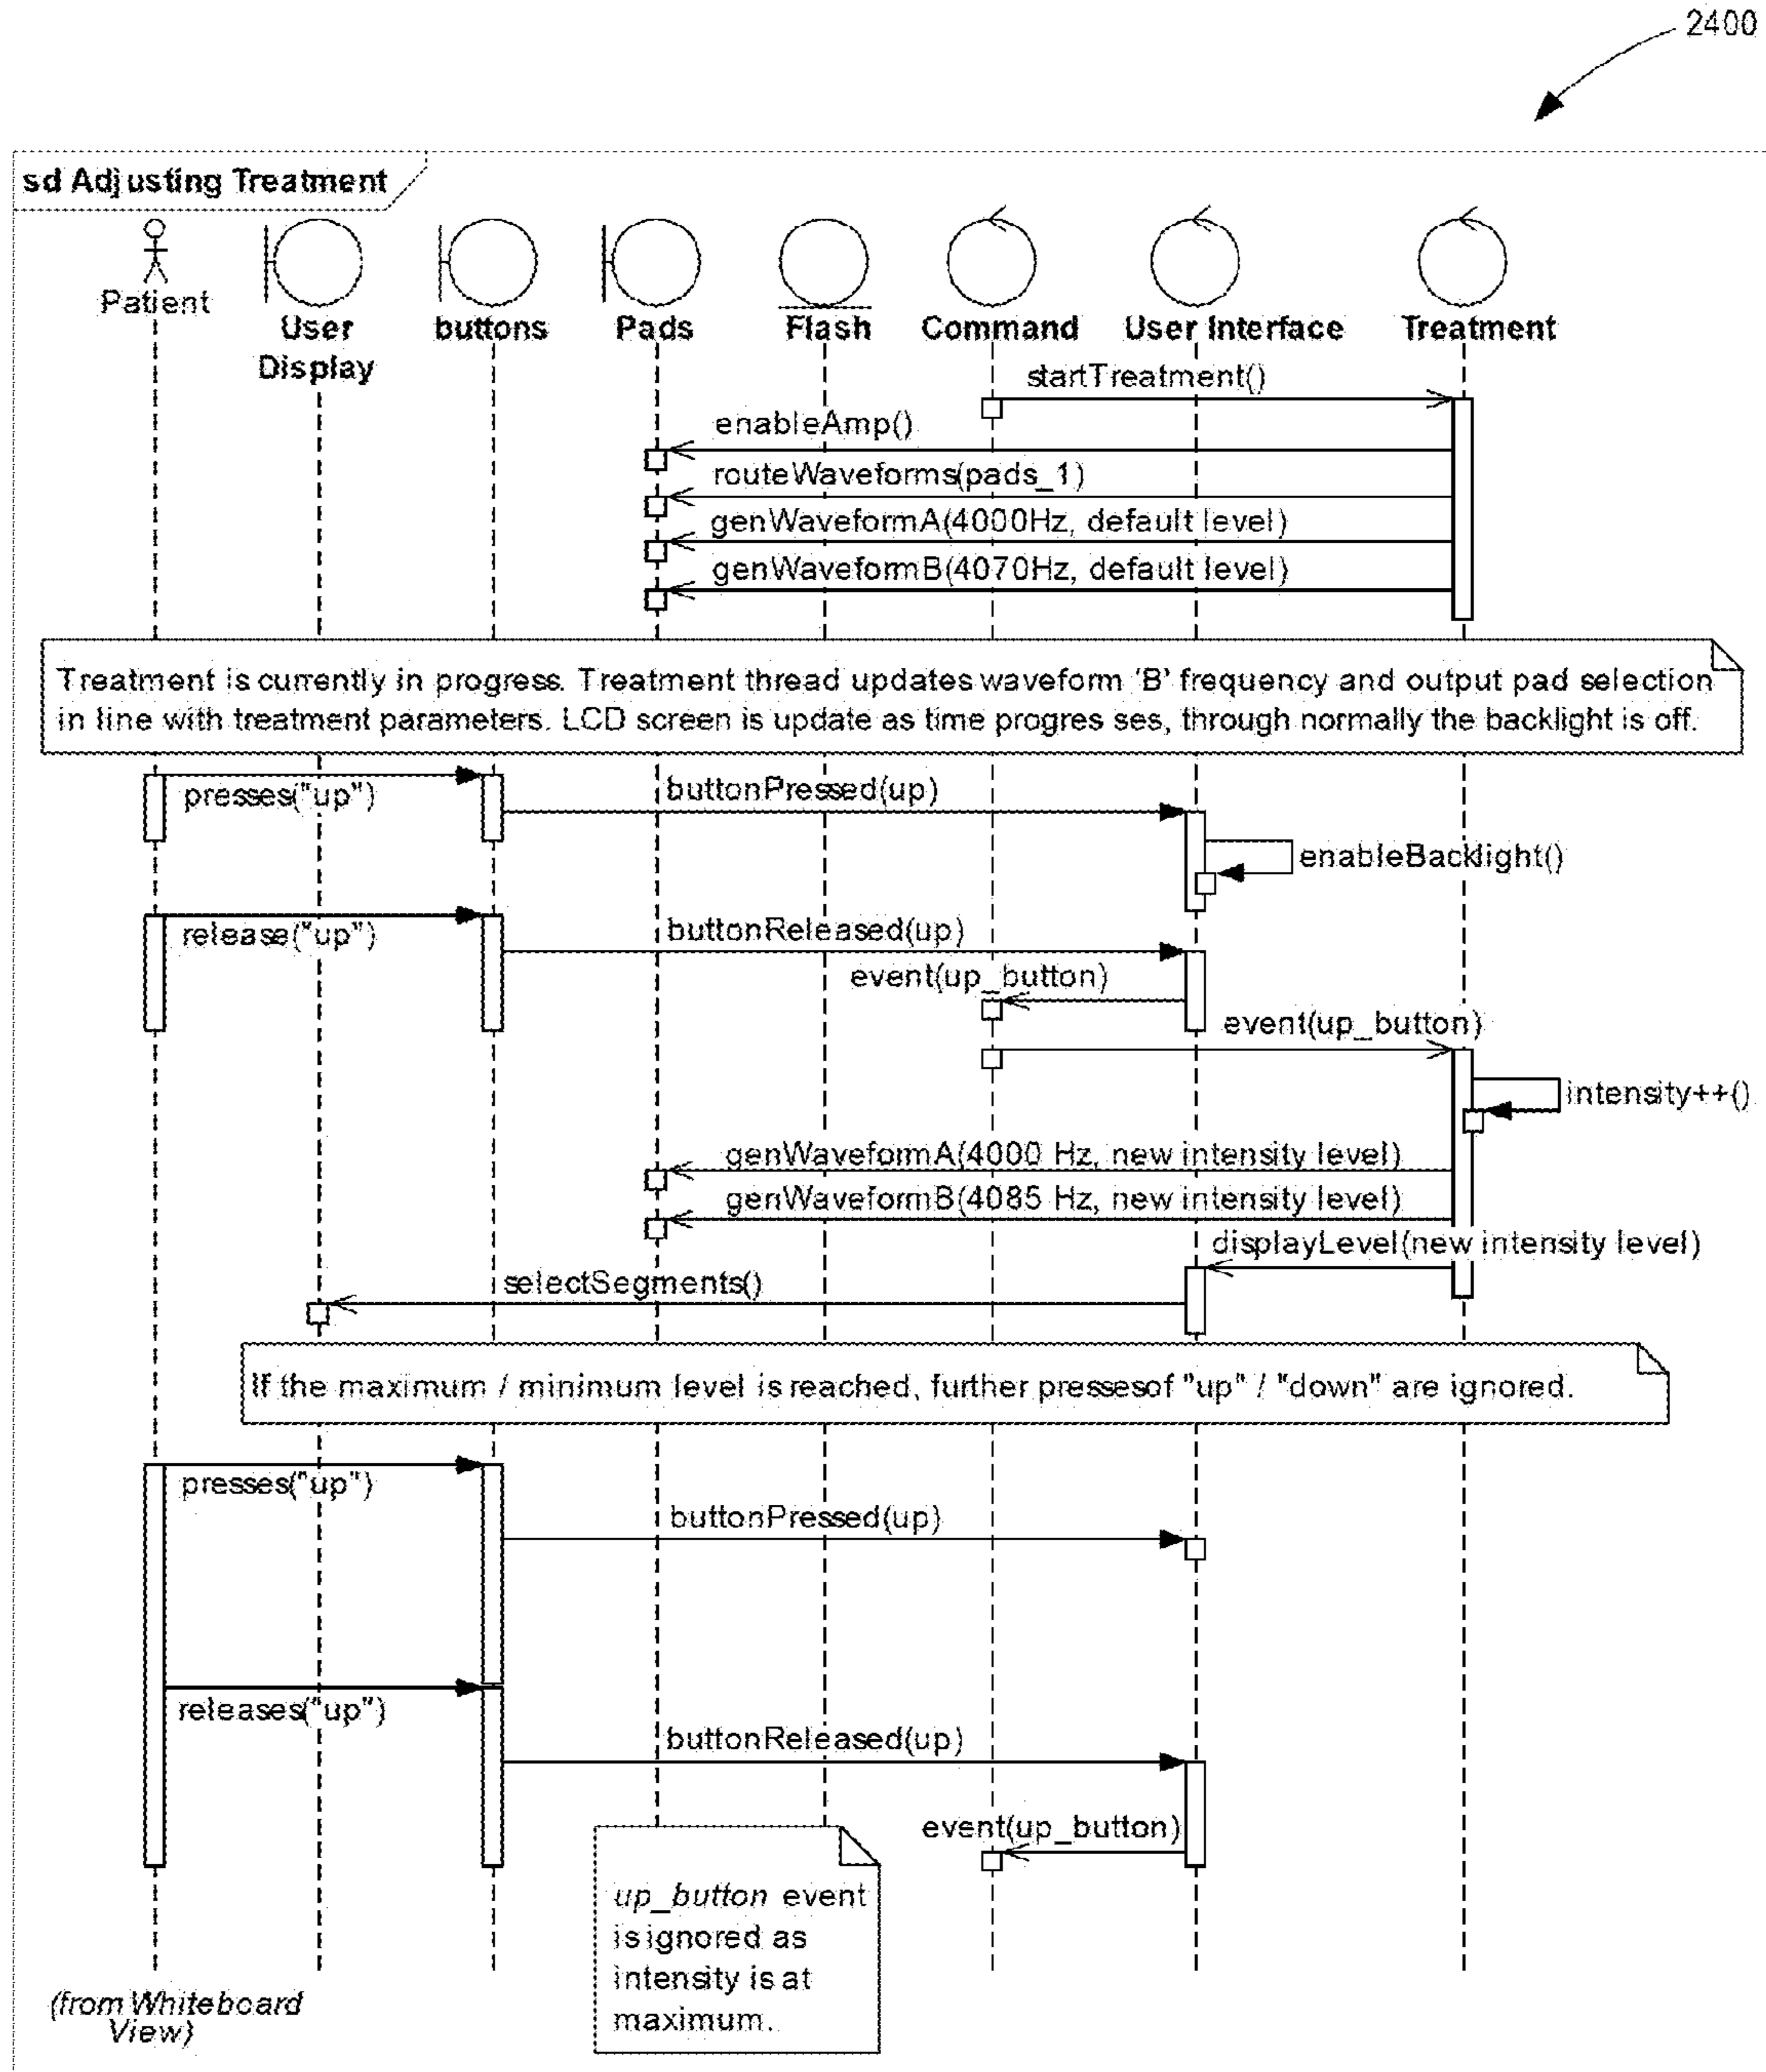 2400
sd Adjusting Treatment
Patient
User
Display
buttons
Pads
Flash
Command
User Interface
Treatment
startTreatment()
enableAmp()
routeWaveforms(pads_1)
genWaveformA(4000Hz, default level)
genWaveformB(4070Hz, default level)
Treatment is currently in progress. Treatment thread updates waveform 'B' frequency and output pad selection
in line with treatment parameters. LCD screen is update as time progres ses, through normally the backlight is off.
presses("up")
buttonPressed(up)
enableBacklight()
release("up")
buttonReleased(up)
event(up_button)
event(up_button)
intensity++()
genWaveformA(4000 Hz, new intensity level)
genWaveformB(4085 Hz, new intensity level)
displayLevel(new intensity level)
selectSegments()
If the maximum / minimum level is reached, further pressesof "up" / "down" are ignored.
presses("up")
buttonPressed(up)
releases("up")
buttonReleased(up)
event(up_button)
up_button event
is ignored as
intensity is at
maximum.
(from Whiteboard
View)